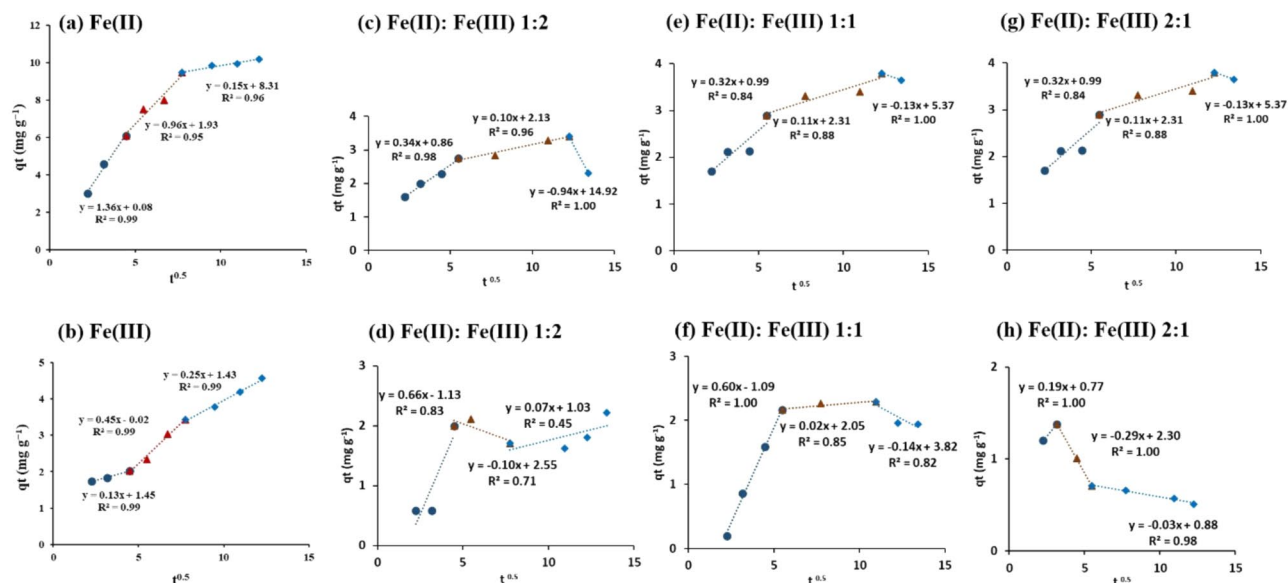 (a) Fe(II)
12
10
8
6
4
2
0
0
5
10
15
qt (mg g⁻¹)
t^0.5
y = 0.15x + 8.31
R² = 0.96
y = 0.96x + 1.93
R² = 0.95
y = 1.36x + 0.08
R² = 0.99
(c) Fe(II): Fe(III) 1:2
4
3
2
1
0
0
5
10
15
qt (mg g⁻¹)
t ^0.5
y = 0.10x + 2.13
R² = 0.96
y = 0.34x + 0.86
R² = 0.98
y = -0.94x + 14.92
R² = 1.00
(e) Fe(II): Fe(III) 1:1
4
3
2
1
0
0
5
10
15
qt (mg g⁻¹)
t ^0.5
y = 0.32x + 0.99
R² = 0.84
y = -0.13x + 5.37
R² = 1.00
y = 0.11x + 2.31
R² = 0.88
(g) Fe(II): Fe(III) 2:1
4
3
2
1
0
0
5
10
15
qt (mg g⁻¹)
t ^0.5
y = 0.32x + 0.99
R² = 0.84
y = -0.13x + 5.37
R² = 1.00
y = 0.11x + 2.31
R² = 0.88
(b) Fe(III)
5
4
3
2
1
0
0
5
10
15
qt (mg g⁻¹)
t^0.5
y = 0.25x + 1.43
R² = 0.99
y = 0.45x - 0.02
R² = 0.99
y = 0.13x + 1.45
R² = 0.99
(d) Fe(II): Fe(III) 1:2
3
2
1
0
0
5
10
15
qt (mg g⁻¹)
t ^0.5
y = 0.66x - 1.13
R² = 0.83
y = 0.07x + 1.03
R² = 0.45
y = -0.10x + 2.55
R² = 0.71
(f) Fe(II): Fe(III) 1:1
3
2
1
0
0
5
10
15
qt (mg g⁻¹)
t ^0.5
y = 0.60x - 1.09
R² = 1.00
y = 0.02x + 2.05
R² = 0.85
y = -0.14x + 3.82
R² = 0.82
(h) Fe(II): Fe(III) 2:1
2
1
0
0
5
10
15
qt (mg g⁻¹)
t ^0.5
y = 0.19x + 0.77
R² = 1.00
y = -0.29x + 2.30
R² = 1.00
y = -0.03x + 0.88
R² = 0.98